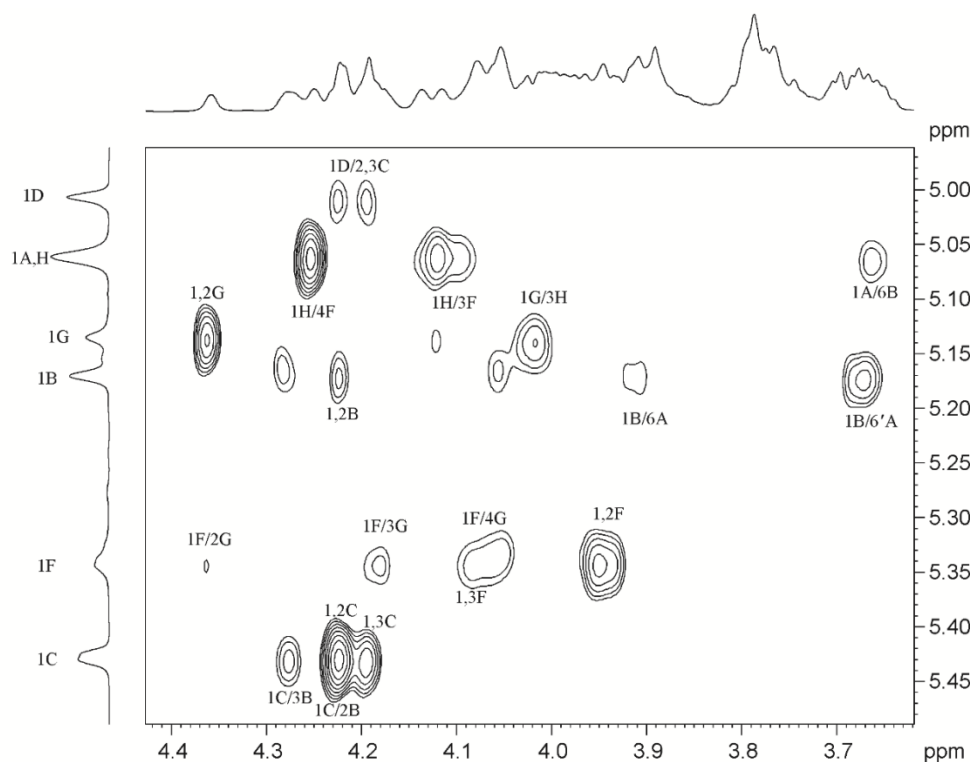 ppm
1D/2,3C
5.00
1D
5.05
1A,H
1,2G
1H/4F
1H/3F
1G/3H
1A/6B
5.10
1G
5.15
1B
5.20
1,2B
1B/6A
1B/6′A
5.25
5.30
1F/2G
1F/3G
1F/4G
1,2F
1F
5.35
1,3F
5.40
1,2C
1,3C
1C
5.45
1C/3B
1C/2B
4.4 4.3 4.2 4.1 4.0 3.9 3.8 3.7 ppm